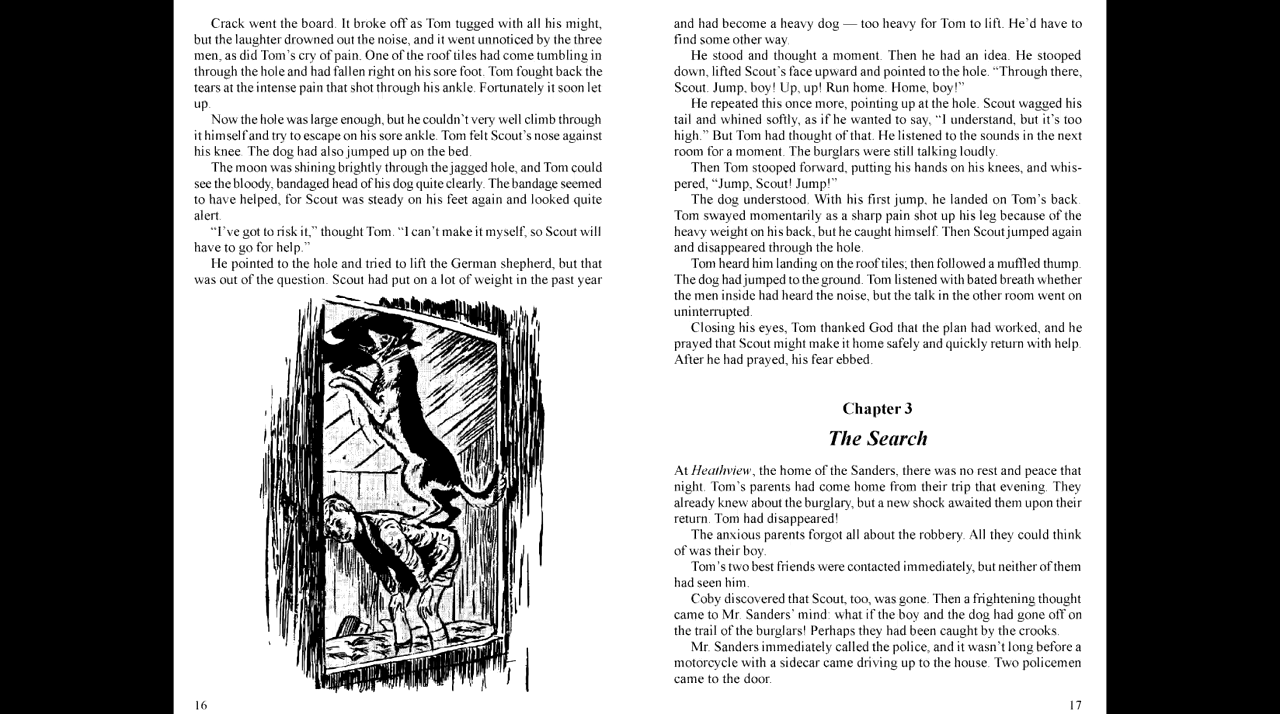 Crack went the board. It broke off as Tom tugged with all his might,
but the laughter drowned out the noise, and it went unnoticed by the three
men, as did Tom's cry of pain. One of the roof tiles had come tumbling in
through the hole and had fallen right on his sore foot. Tom fought back the
tears at the intense pain that shot through his ankle. Fortunately it soon let
up.
Now the hole was large enough, but he couldn't very well climb through
it himself and try to escape on his sore ankle. Tom felt Scout's nose against
his knee. The dog had also jumped up on the bed.
The moon was shining brightly through the jagged hole, and Tom could
see the bloody, bandaged head of his dog quite clearly. The bandage seemed
to have helped, for Scout was steady on his feet again and looked quite
alert.
“I've got to risk it,” thought Tom. “I can't make it myself, so Scout will
have to go for help.”
He pointed to the hole and tried to lift the German shepherd, but that
was out of the question. Scout had put on a lot of weight in the past year
16
and had become a heavy dog — too heavy for Tom to lift. He'd have to
find some other way.
He stood and thought a moment. Then he had an idea. He stooped
down, lifted Scout's face upward and pointed to the hole. “Through there,
Scout. Jump, boy! Up, up! Run home. Home, boy!”
He repeated this once more, pointing up at the hole. Scout wagged his
tail and whined softly, as if he wanted to say, “I understand, but it's too
high.” But Tom had thought of that. He listened to the sounds in the next
room for a moment. The burglars were still talking loudly.
Then Tom stooped forward, putting his hands on his knees, and whis-
pered, “Jump, Scout! Jump!”
The dog understood. With his first jump, he landed on Tom's back.
Tom swayed momentarily as a sharp pain shot up his leg because of the
heavy weight on his back, but he caught himself. Then Scout jumped again
and disappeared through the hole.
Tom heard him landing on the roof tiles; then followed a muffled thump.
The dog had jumped to the ground. Tom listened with bated breath whether
the men inside had heard the noise, but the talk in the other room went on
uninterrupted.
Closing his eyes, Tom thanked God that the plan had worked, and he
prayed that Scout might make it home safely and quickly return with help.
After he had prayed, his fear ebbed.
Chapter 3
The Search
At Heathview, the home of the Sanders, there was no rest and peace that
night. Tom's parents had come home from their trip that evening. They
already knew about the burglary, but a new shock awaited them upon their
return. Tom had disappeared!
The anxious parents forgot all about the robbery. All they could think
of was their boy.
Tom's two best friends were contacted immediately, but neither of them
had seen him.
Coby discovered that Scout, too, was gone. Then a frightening thought
came to Mr. Sanders' mind: what if the boy and the dog had gone off on
the trail of the burglars! Perhaps they had been caught by the crooks.
Mr. Sanders immediately called the police, and it wasn't long before a
motorcycle with a sidecar came driving up to the house. Two policemen
came to the door.
17